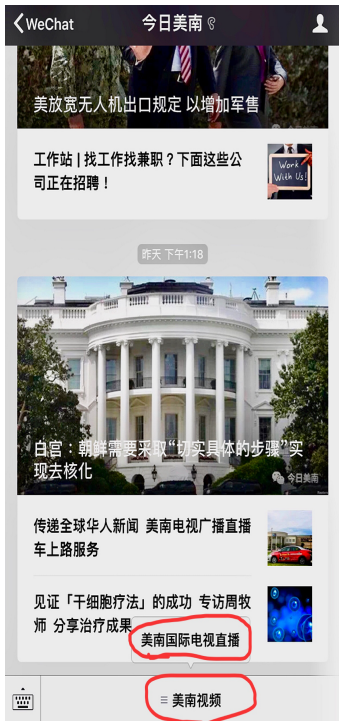 WeChat
今日美南
美放宽无人机出口规定 以增加军售
工作站 | 找工作找兼职？下面这些公
司正在招聘！
Work
With Us!
昨天 下午1:18
白宫：朝鲜需要采取“切实具体的步骤”实
现去核化
今日美南
传递全球华人新闻 美南电视广播直播
车上路服务
见证「干细胞疗法」的成功 专访周牧
师 分享治疗成果
美南国际电视直播
美南视频